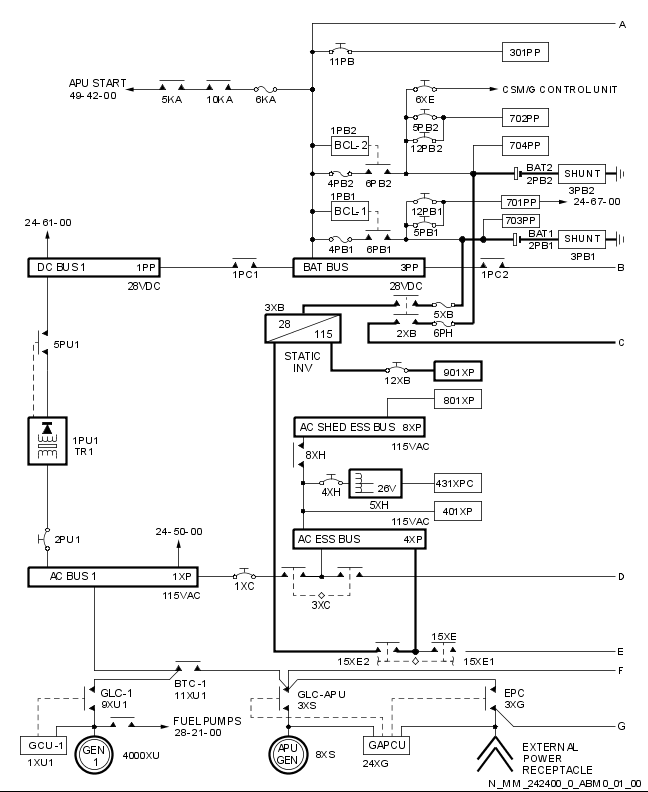 A
11PB
301PP
APU START
49-42-00
5KA
10KA
6KA
6XE
CSM/G CONTROL UNIT
5PB2
702PP
12PB2
704PP
1PB2
BCL-2
4PB2
6PB2
BAT2
2PB2
SHUNT
3PB2
1PB1
BCL-1
12PB1
701PP
24-67-00
5PB1
703PP
4PB1
6PB1
BAT1
2PB1
SHUNT
3PB1
24-61-00
DC BUS 1 1PP
28VDC
1PC1
BAT BUS 3PP
28VDC
1PC2
B
5XB
2XB
6PH
3XB
28
115
STATIC
INV
C
5PU1
12XB
901XP
801XP
AC SHED ESS BUS 8XP
115VAC
8XH
1PU1
TR1
4XH
26V
5XH
431XPC
401XP
115VAC
AC ESS BUS 4XP
2PU1
24-50-00
AC BUS 1 1XP
115VAC
1XC
3XC
D
15XE
E
15XE2
15XE1
F
BTC-1
11XU1
GLC-1
9XU1
GLC-APU
3XS
EPC
3XG
FUEL PUMPS
28-21-00
G
GCU-1
1XU1
GEN
1
4000XU
APU
GEN
8XS
GAPCU
24XG
EXTERNAL
POWER
RECEPTACLE
N_MM_242400_0_ABM0_01_00